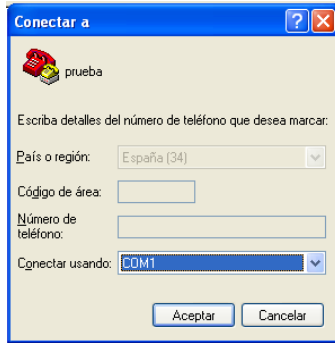 Conectar a
prueba
Escriba detalles del número de teléfono que desea marcar:
País o región:
España (34)
Código de área:
Número de
teléfono:
Conectar usando:
COM1
Aceptar
Cancelar